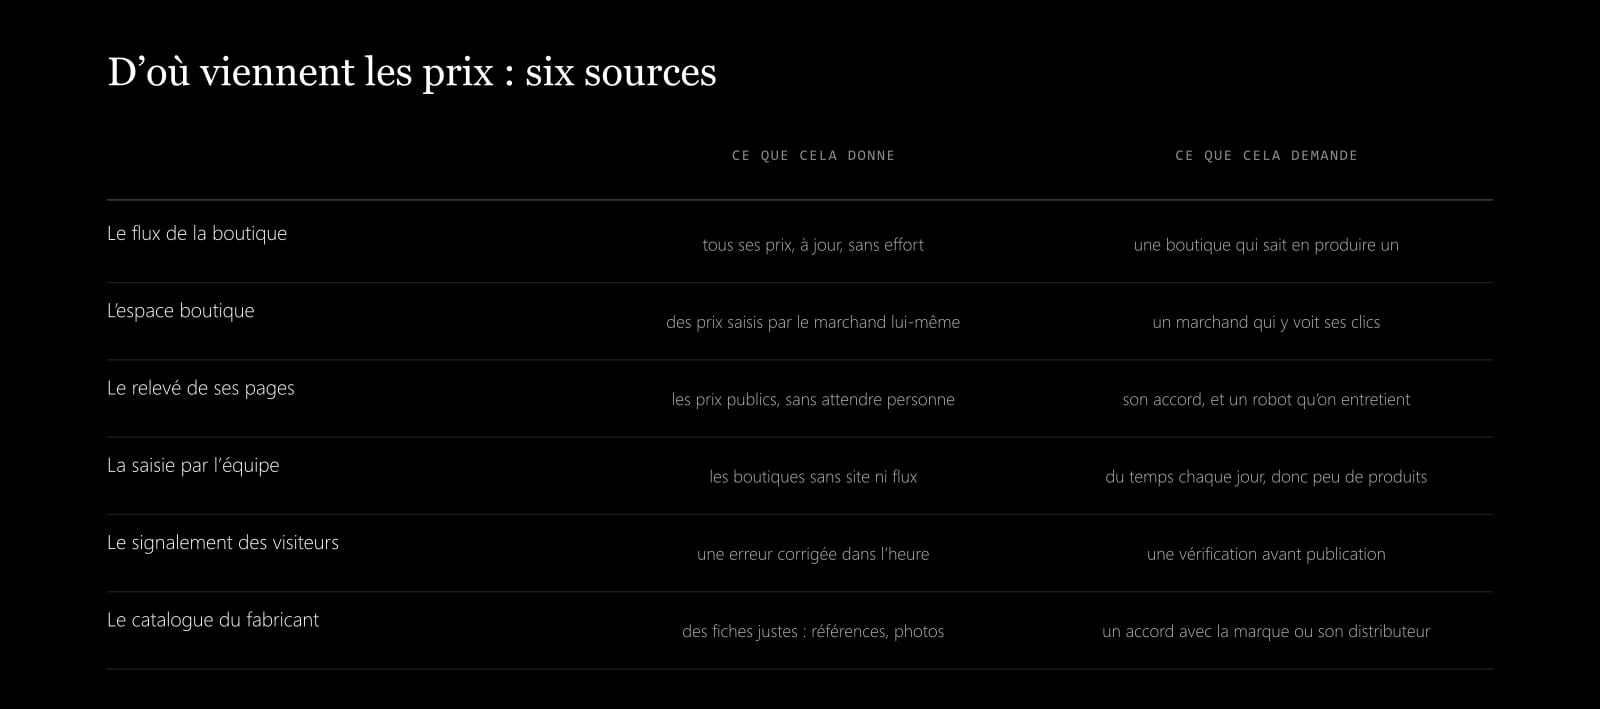 D’où viennent les prix : six sources
CE QUE CELA DONNE CE QUE CELA DEMANDE
Le flux de la boutique tous ses prix, à jour, sans effort une boutique qui sait en produire un
L’espace boutique des prix saisis par le marchand lui-même un marchand qui y voit ses clics
Le relevé de ses pages les prix publics, sans attendre personne son accord, et un robot qu’on entretient
La saisie par l’équipe les boutiques sans site ni flux du temps chaque jour, donc peu de produits
Le signalement des visiteurs une erreur corrigée dans l’heure une vérification avant publication
Le catalogue du fabricant des fiches justes : références, photos un accord avec la marque ou son distributeur